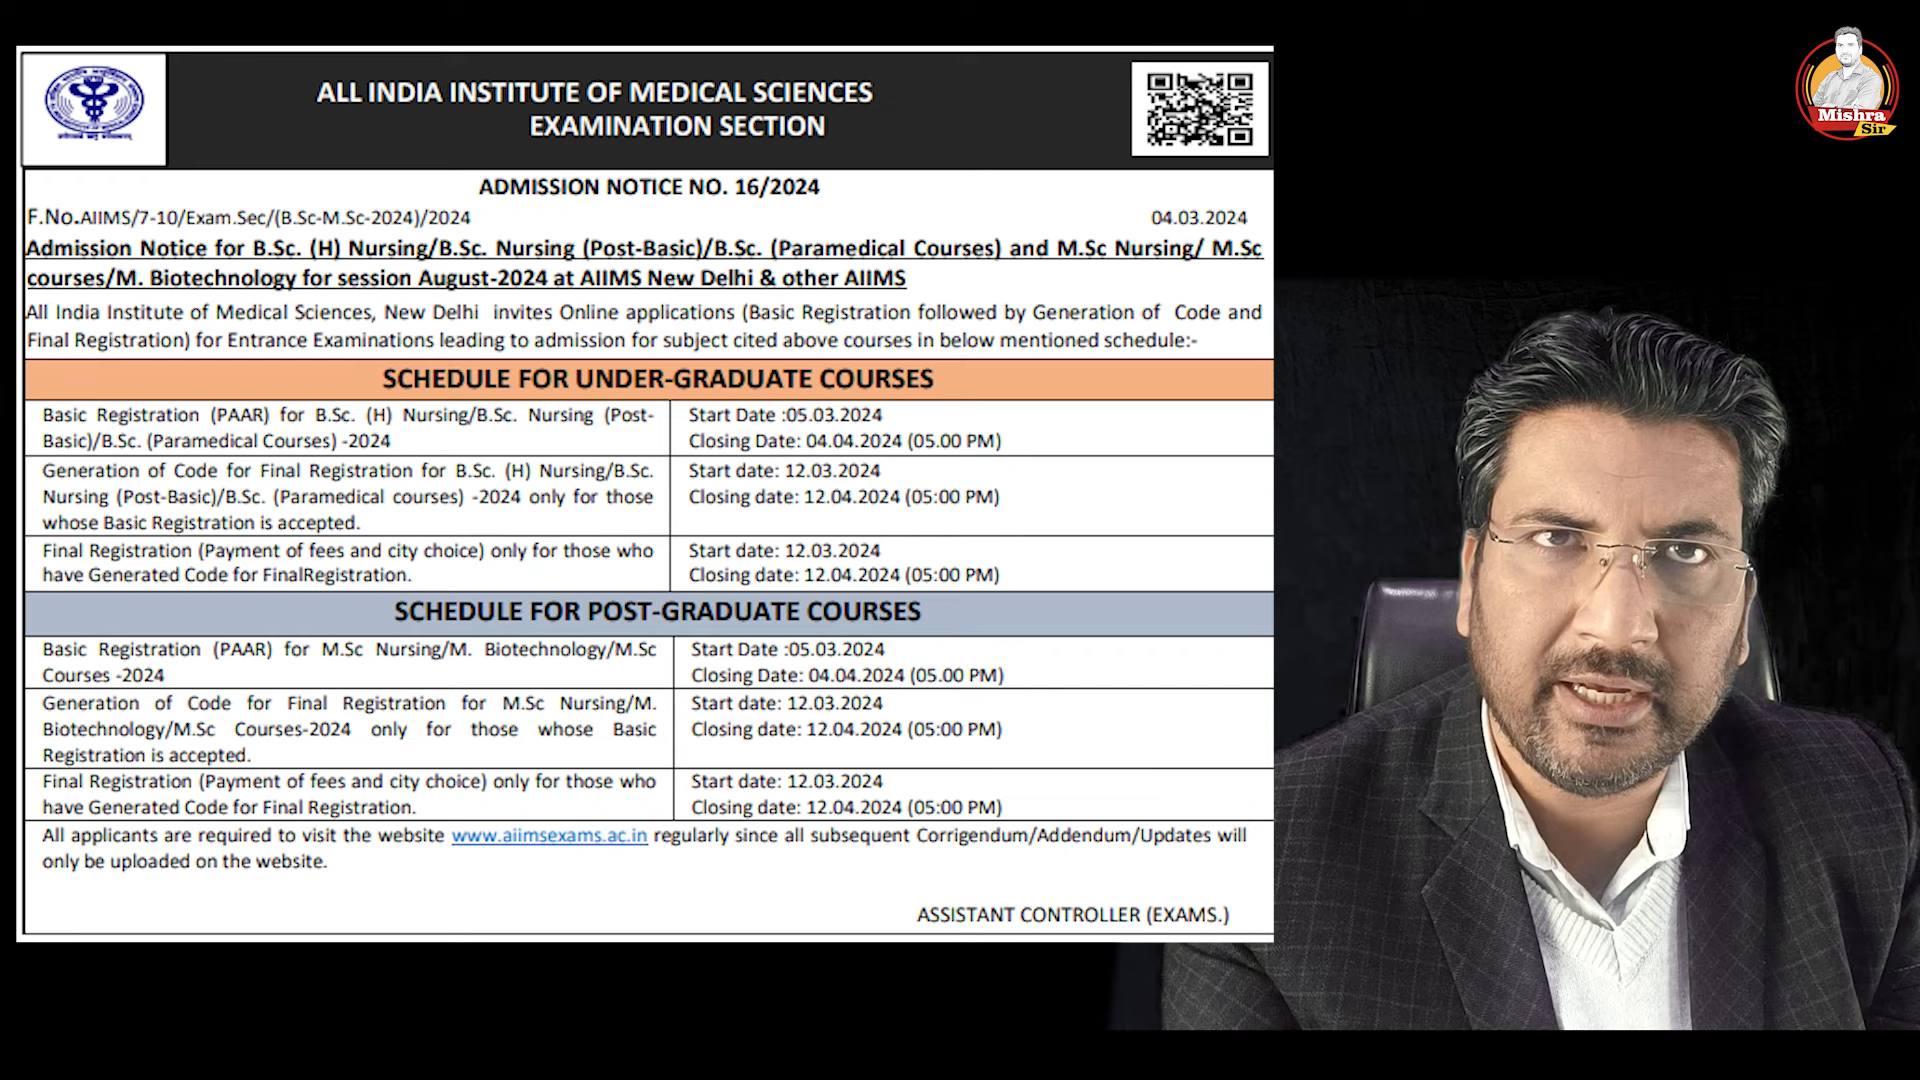 ALL INDIA INSTITUTE OF MEDICAL SCIENCES
EXAMINATION SECTION
ADMISSION NOTICE NO. 16/2024
F.No.AIIMS/7-10/Exam.Sec/(B.Sc-M.Sc-2024)/2024 04.03.2024
Admission Notice for B.Sc. (H) Nursing/B.Sc. Nursing (Post-Basic)/B.Sc. (Paramedical Courses) and M.Sc Nursing/ M.Sc
courses/M. Biotechnology for session August-2024 at AIIMS New Delhi & other AIIMS
All India Institute of Medical Sciences, New Delhi invites Online applications (Basic Registration followed by Generation of Code and
Final Registration) for Entrance Examinations leading to admission for subject cited above courses in below mentioned schedule:-
SCHEDULE FOR UNDER-GRADUATE COURSES
Basic Registration (PAAR) for B.Sc. (H) Nursing/B.Sc. Nursing (Post-
Basic)/B.Sc. (Paramedical Courses) -2024
Start Date :05.03.2024
Closing Date: 04.04.2024 (05.00 PM)
Generation of Code for Final Registration for B.Sc. (H) Nursing/B.Sc.
Nursing (Post-Basic)/B.Sc. (Paramedical courses) -2024 only for those
whose Basic Registration is accepted.
Start date: 12.03.2024
Closing date: 12.04.2024 (05:00 PM)
Final Registration (Payment of fees and city choice) only for those who
have Generated Code for FinalRegistration.
Start date: 12.03.2024
Closing date: 12.04.2024 (05:00 PM)
SCHEDULE FOR POST-GRADUATE COURSES
Basic Registration (PAAR) for M.Sc Nursing/M. Biotechnology/M.Sc
Courses -2024
Start Date :05.03.2024
Closing Date: 04.04.2024 (05.00 PM)
Generation of Code for Final Registration for M.Sc Nursing/M.
Biotechnology/M.Sc Courses-2024 only for those whose Basic
Registration is accepted.
Start date: 12.03.2024
Closing date: 12.04.2024 (05:00 PM)
Final Registration (Payment of fees and city choice) only for those who
have Generated Code for Final Registration.
Start date: 12.03.2024
Closing date: 12.04.2024 (05:00 PM)
All applicants are required to visit the website www.aiimsexams.ac.in regularly since all subsequent Corrigendum/Addendum/Updates will
only be uploaded on the website.
ASSISTANT CONTROLLER (EXAMS.)
Mishra
Sir